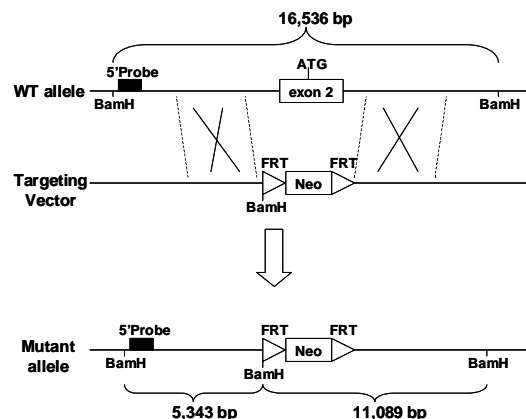 16,536 bp
5'Probe
ATG
WT allele
exon 2
BamH
BamH
FRT
FRT
Targeting
Vector
Neo
BamH
5'Probe
FRT
FRT
Mutant
allele
Neo
BamH
BamH
BamH
5,343 bp
11,089 bp